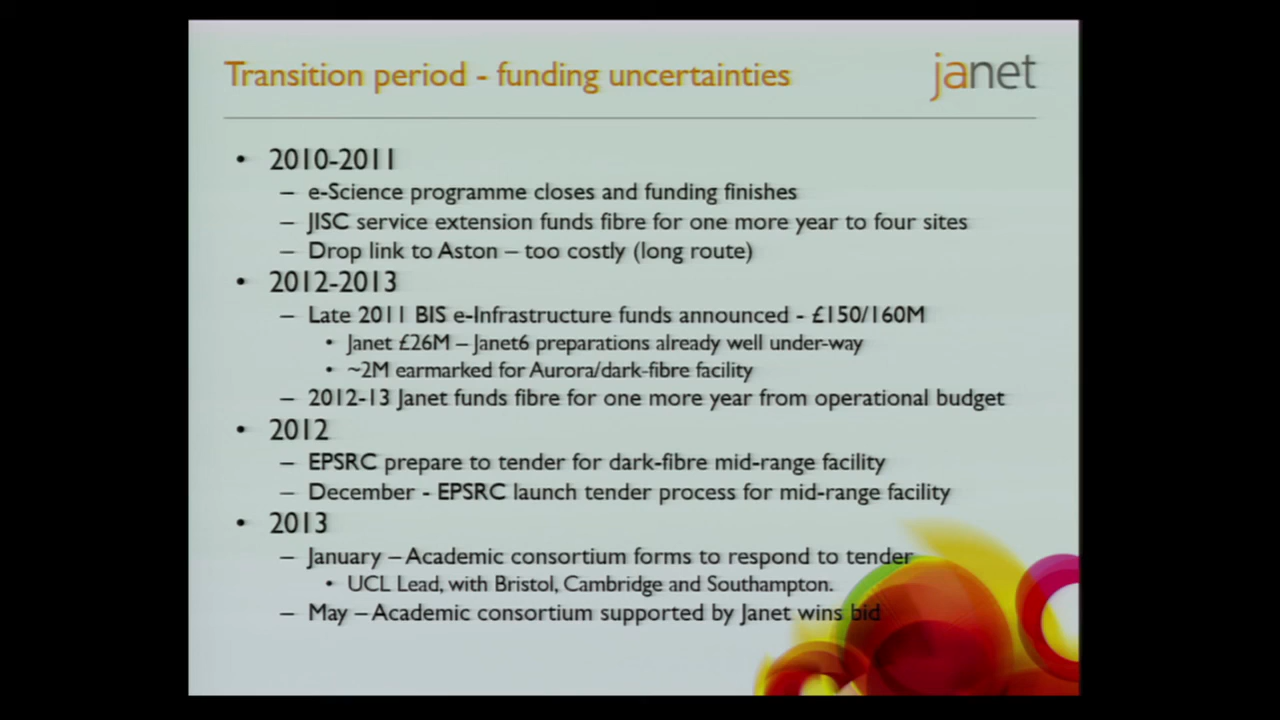 Transition period - funding uncertainties
janet
• 2010-2011
– e-Science programme closes and funding finishes
– JISC service extension funds fibre for one more year to four sites
– Drop link to Aston – too costly (long route)
• 2012-2013
– Late 2011 BIS e-Infrastructure funds announced - £150/160M
• Janet £26M – Janet6 preparations already well under-way
• ~2M earmarked for Aurora/dark-fibre facility
– 2012-13 Janet funds fibre for one more year from operational budget
• 2012
– EPSRC prepare to tender for dark-fibre mid-range facility
– December - EPSRC launch tender process for mid-range facility
• 2013
– January – Academic consortium forms to respond to tender
• UCL Lead, with Bristol, Cambridge and Southampton.
– May – Academic consortium supported by Janet wins bid